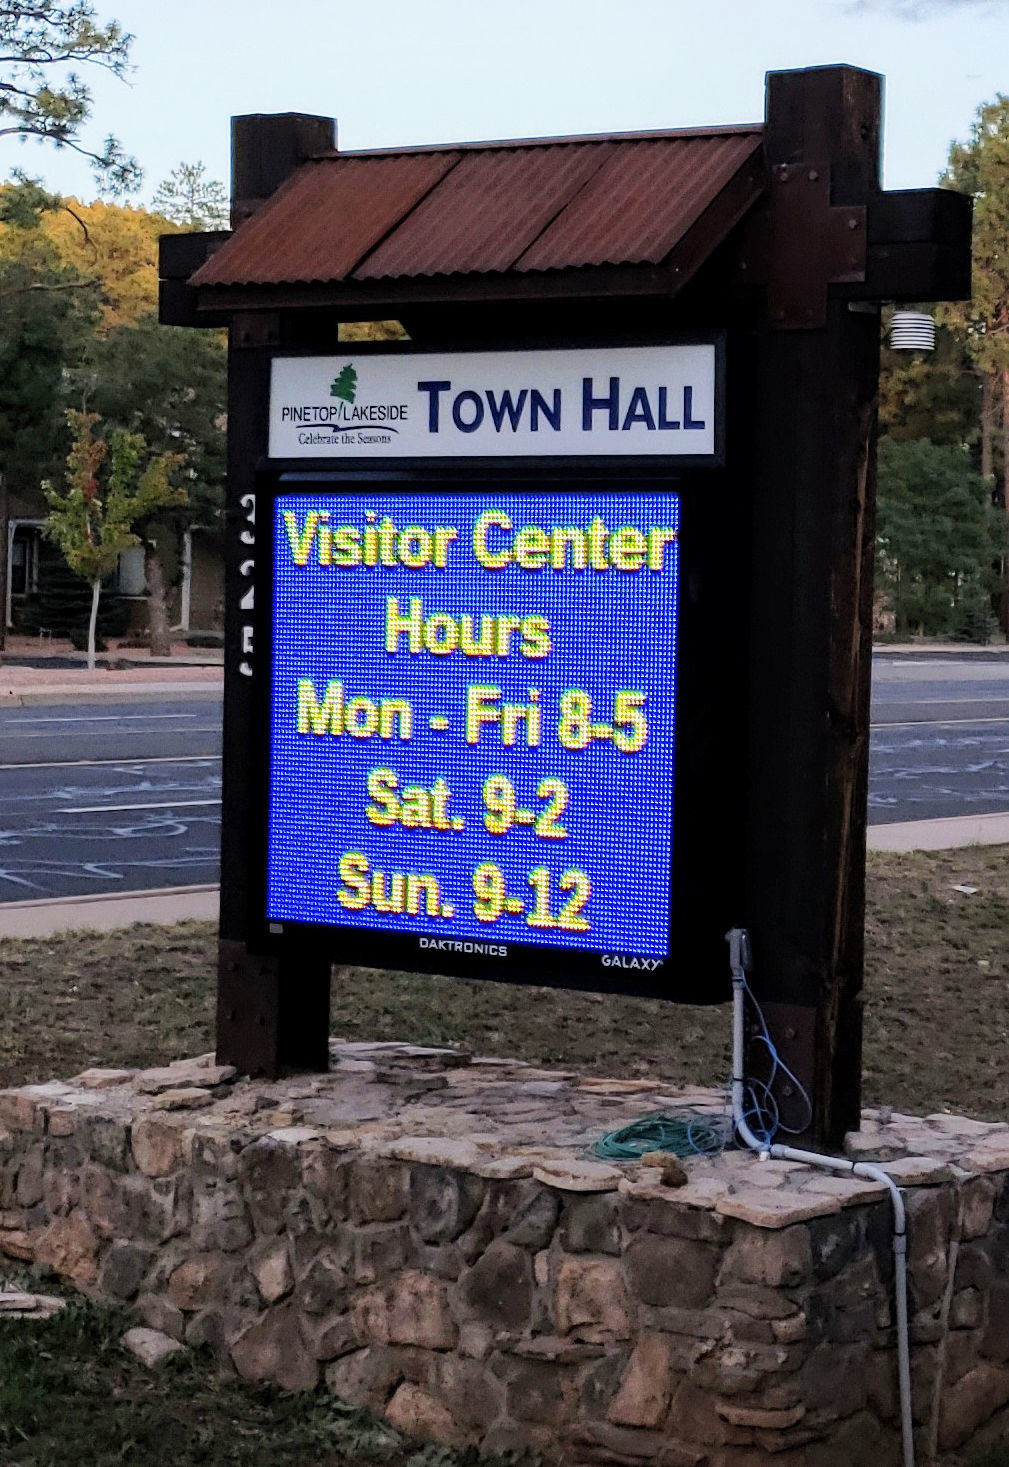 PINETOP/LAKESIDE
Celebrate the Seasons
TOWN HALL
325
Visitor Center
Hours
Mon - Fri 8-5
Sat. 9-2
Sun. 9-12
DAKTRONICS
GALAXY